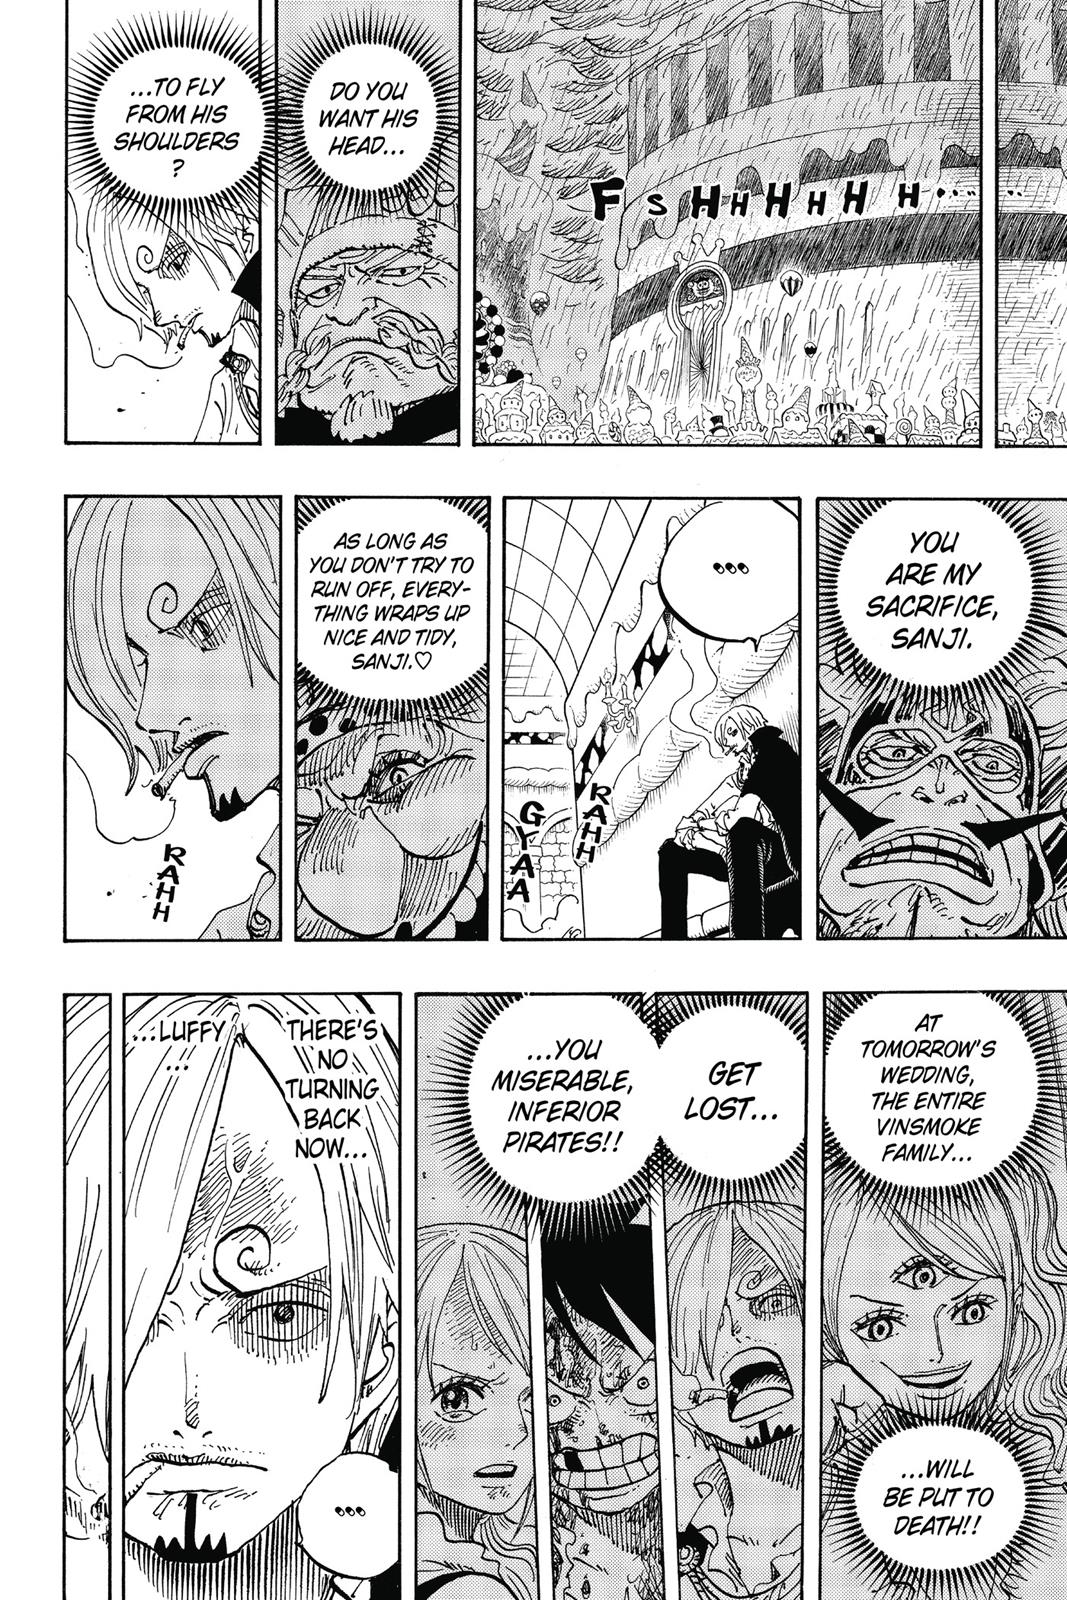 FSHHHHHH......
DO YOU
WANT HIS
HEAD...
...TO FLY
FROM HIS
SHOULDERS
?
YOU
ARE MY
SACRIFICE,
SANJI.
...
RAHH
GYAA
AS LONG AS
YOU DON'T TRY TO
RUN OFF, EVERY-
THING WRAPS UP
NICE AND TIDY,
SANJI.♡
RAHH
AT
TOMORROW'S
WEDDING,
THE ENTIRE
VINSMOKE
FAMILY...
...WILL
BE PUT TO
DEATH!!
GET
LOST...
...YOU
MISERABLE,
INFERIOR
PIRATES!!
THERE'S
NO
TURNING
BACK
NOW...
...LUFFY
...
...